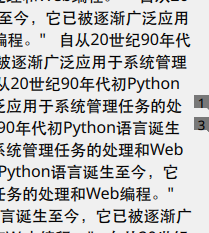 至今，它已被逐渐广泛应用
编程。" 自从20世纪90年代
被逐渐广泛应用于系统管理
从20世纪90年代初Python
泛应用于系统管理任务的处
90年代初Python语言诞生
系统管理任务的处理和Web
Python语言诞生至今，它
任务的处理和Web编程。"
言诞生至今，它已被逐渐广
1
3